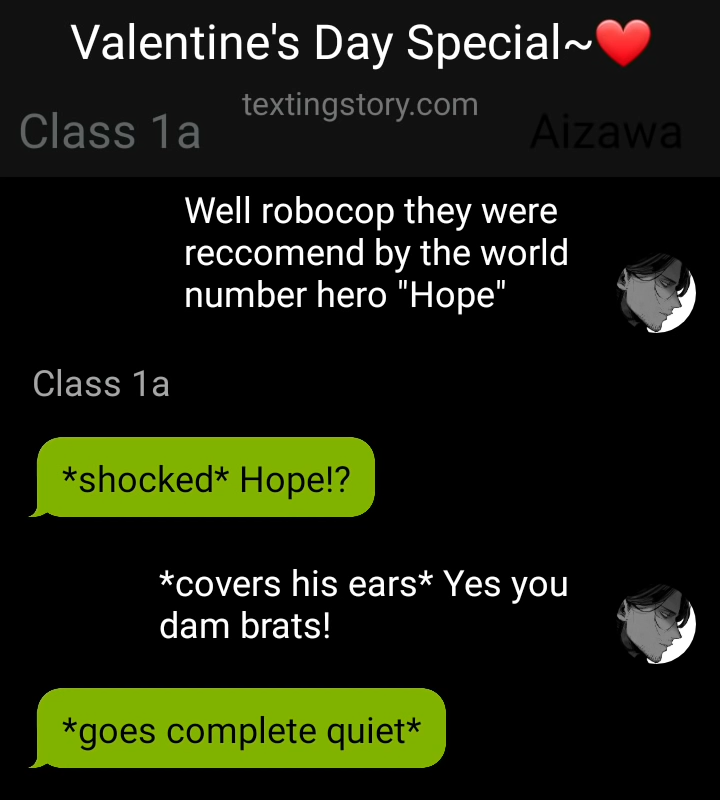 Valentine's Day Special~❤️
textingstory.com
Class 1a
Aizawa
Well robocop they were
reccomend by the world
number hero "Hope"
Class 1a
*shocked* Hope!?
*covers his ears* Yes you
dam brats!
*goes complete quiet*